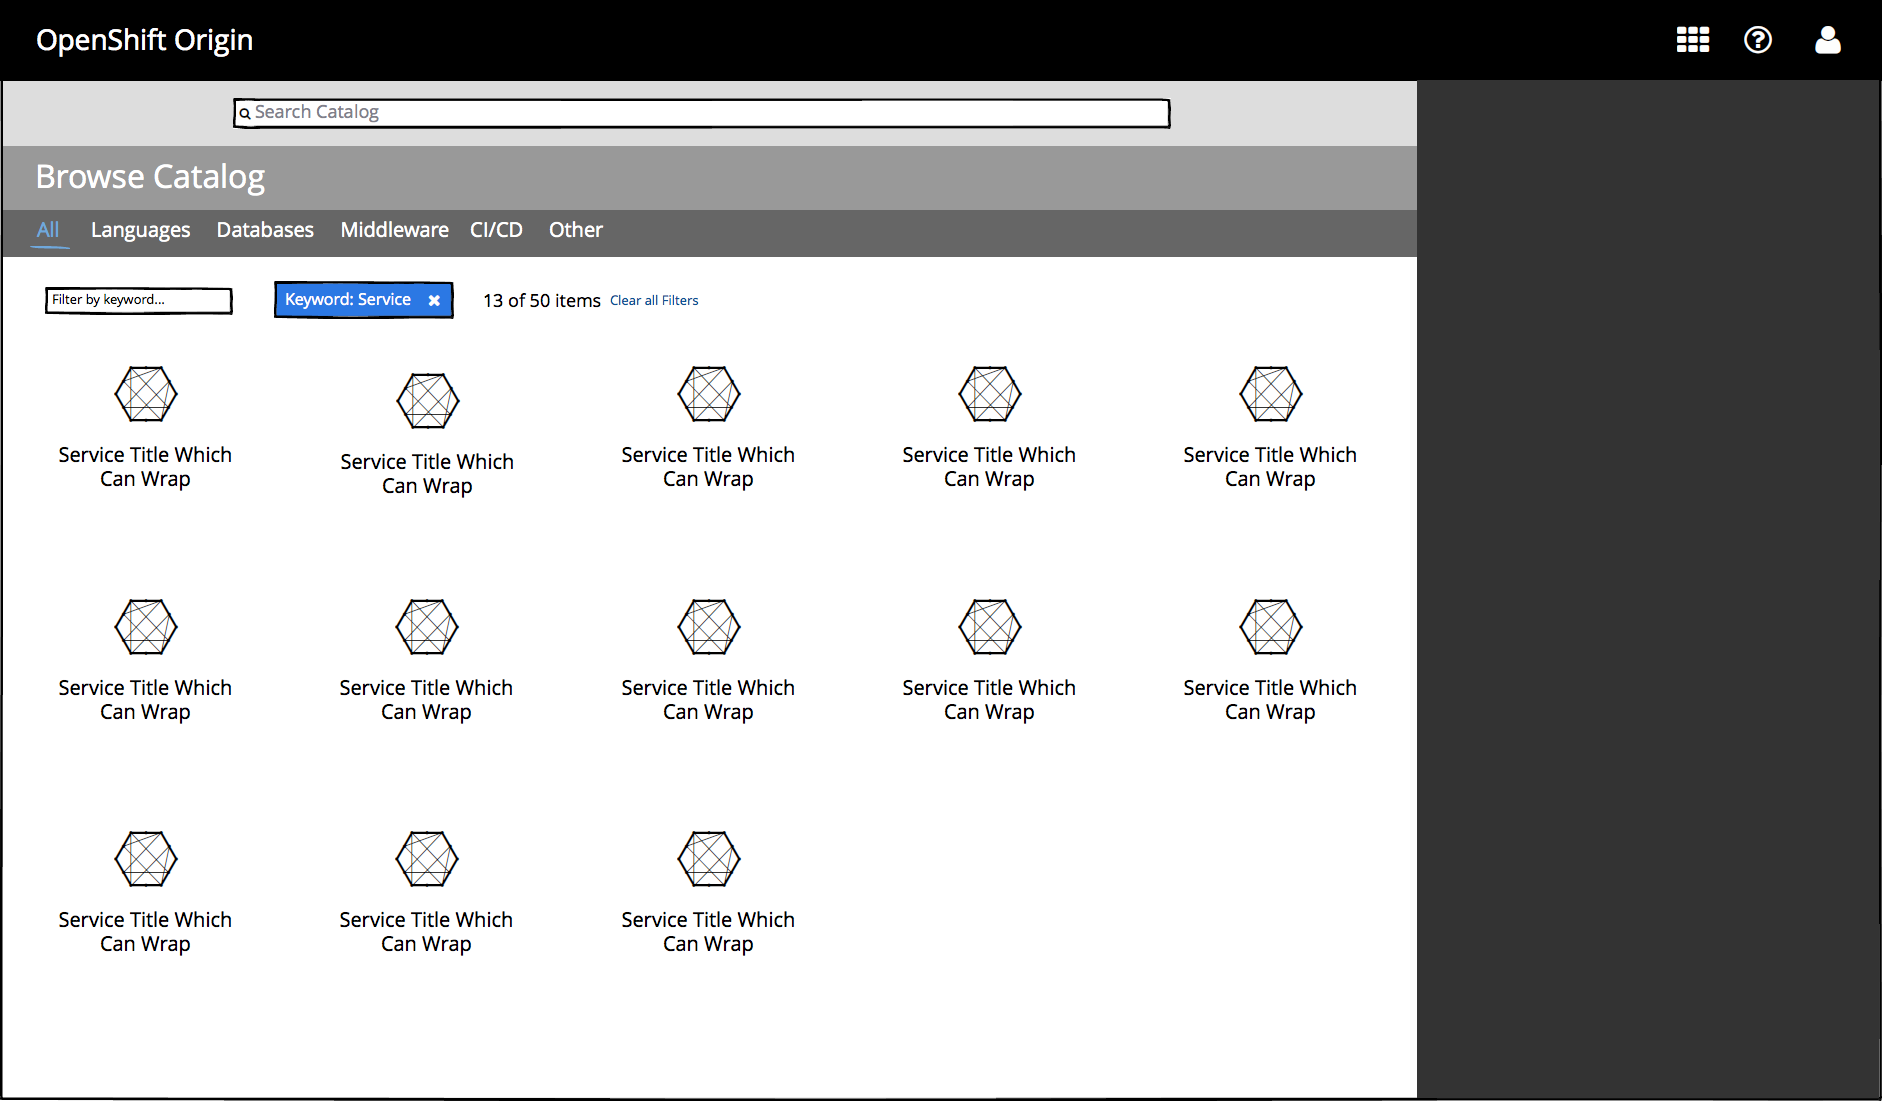 OpenShift Origin
Search Catalog
Browse Catalog
All Languages Databases Middleware CI/CD Other
Filter by keyword... Keyword: Service 13 of 50 items Clear all Filters
Service Title Which
Can Wrap
Service Title Which
Can Wrap
Service Title Which
Can Wrap
Service Title Which
Can Wrap
Service Title Which
Can Wrap
Service Title Which
Can Wrap
Service Title Which
Can Wrap
Service Title Which
Can Wrap
Service Title Which
Can Wrap
Service Title Which
Can Wrap
Service Title Which
Can Wrap
Service Title Which
Can Wrap
Service Title Which
Can Wrap